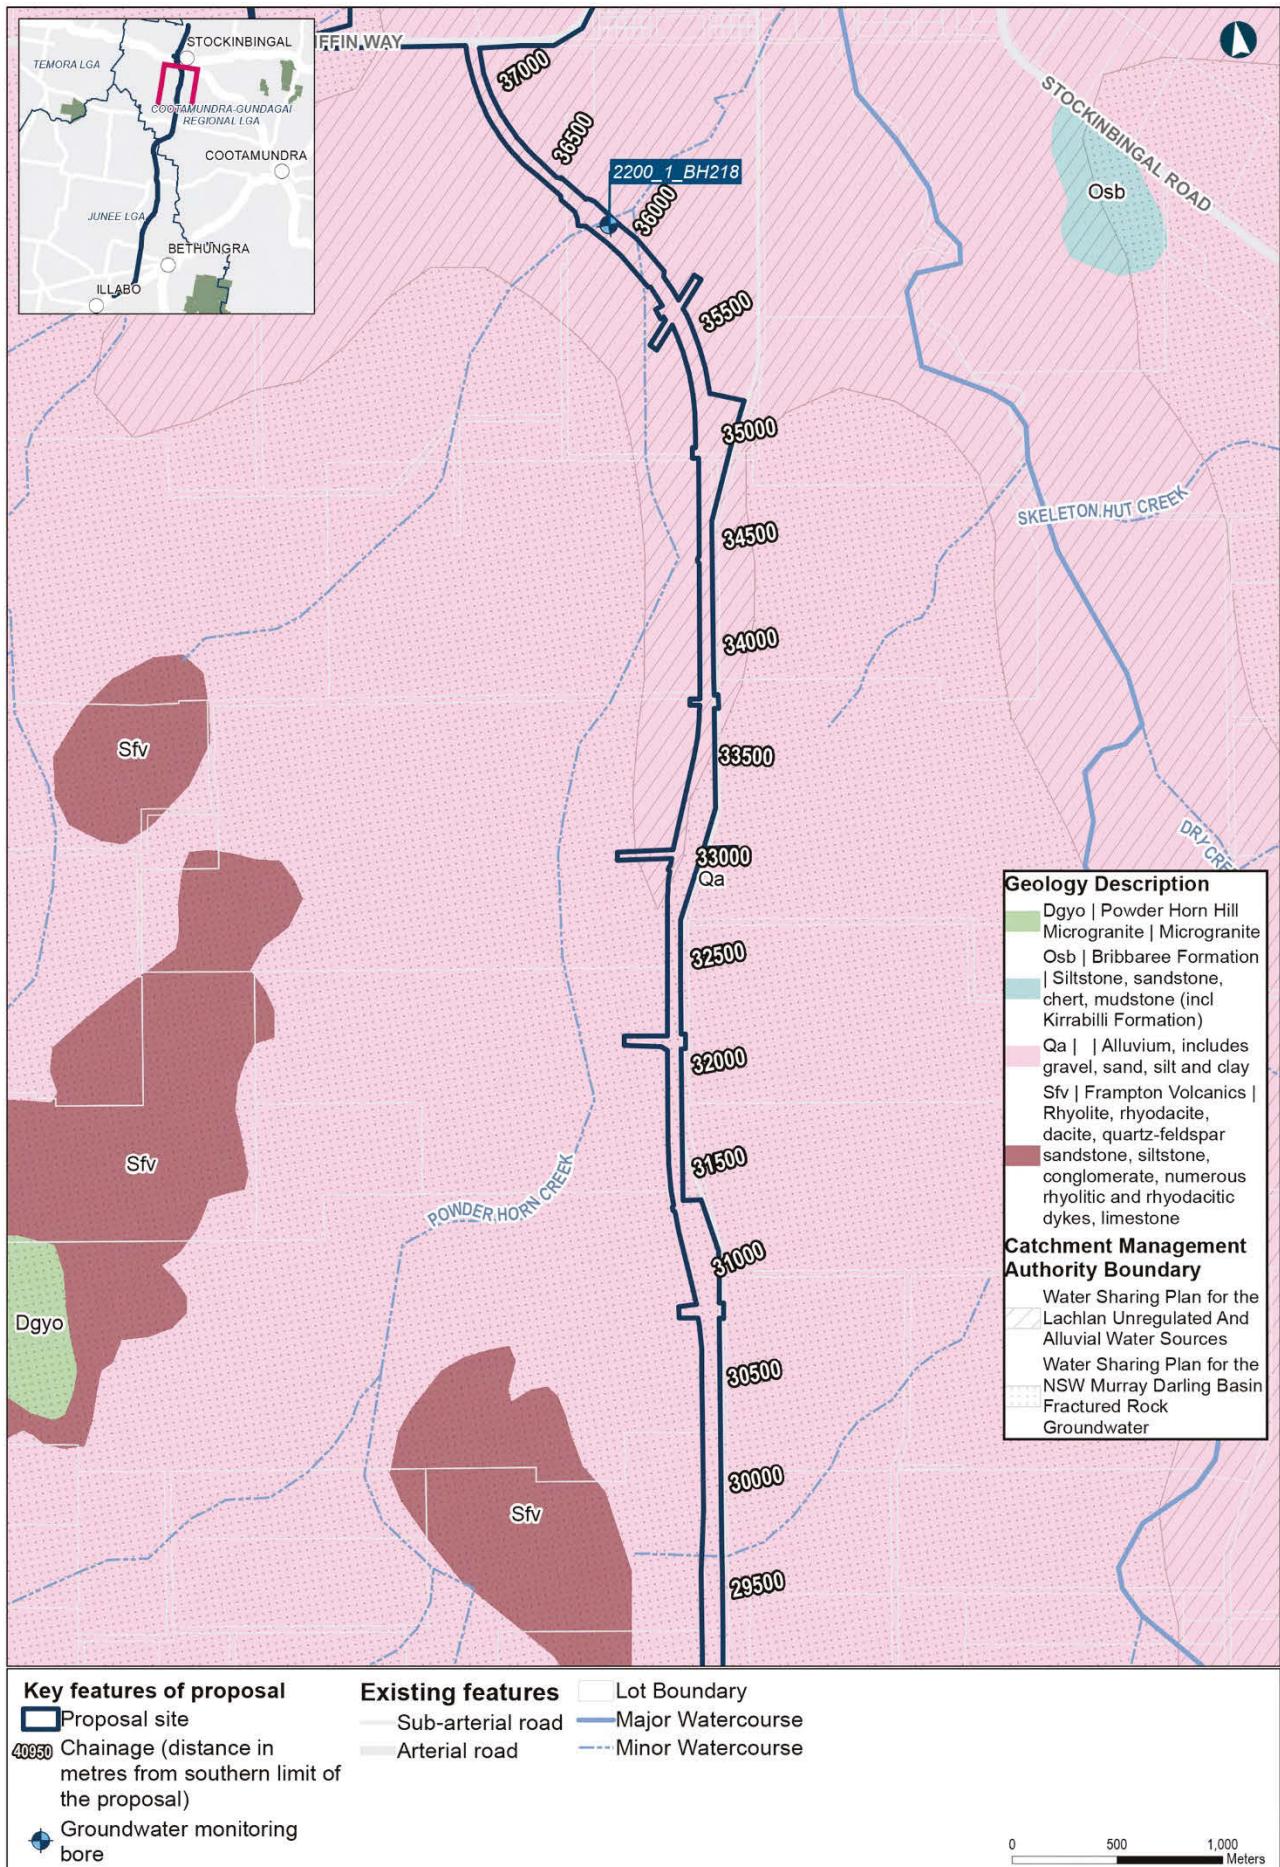 STOCKINBINGAL
TEMORA LGA
COOTAMUNDRA-GUNDAGAI
REGIONAL LGA
COOTAMUNDRA
JUNEE LGA
BETHUNGRA
ILLABO
IFFIN WAY
37000
STOCKINBINGAL ROAD
36500
2200_1_BH218
36000
Osb
35500
35000
SKELETON HUT CREEK
34500
34000
Sfv
33500
DRY CREE
33000
Qa
32500
32000
Sfv
31500
POWDER HORN CREEK
31000
Dgyo
30500
30000
Sfv
29500
Geology Description
Dgyo | Powder Horn Hill
Microgranite | Microgranite
Osb | Bribbaree Formation
| Siltstone, sandstone,
chert, mudstone (incl
Kirrabilli Formation)
Qa | | Alluvium, includes
gravel, sand, silt and clay
Sfv | Frampton Volcanics |
Rhyolite, rhyodacite,
dacite, quartz-feldspar
sandstone, siltstone,
conglomerate, numerous
rhyolitic and rhyodacitic
dykes, limestone
Catchment Management
Authority Boundary
Water Sharing Plan for the
Lachlan Unregulated And
Alluvial Water Sources
Water Sharing Plan for the
NSW Murray Darling Basin
Fractured Rock
Groundwater
Key features of proposal
Proposal site
40950 Chainage (distance in
metres from southern limit of
the proposal)
Groundwater monitoring
bore
Existing features
Sub-arterial road
Arterial road
Lot Boundary
Major Watercourse
Minor Watercourse
0 500 1,000
Meters